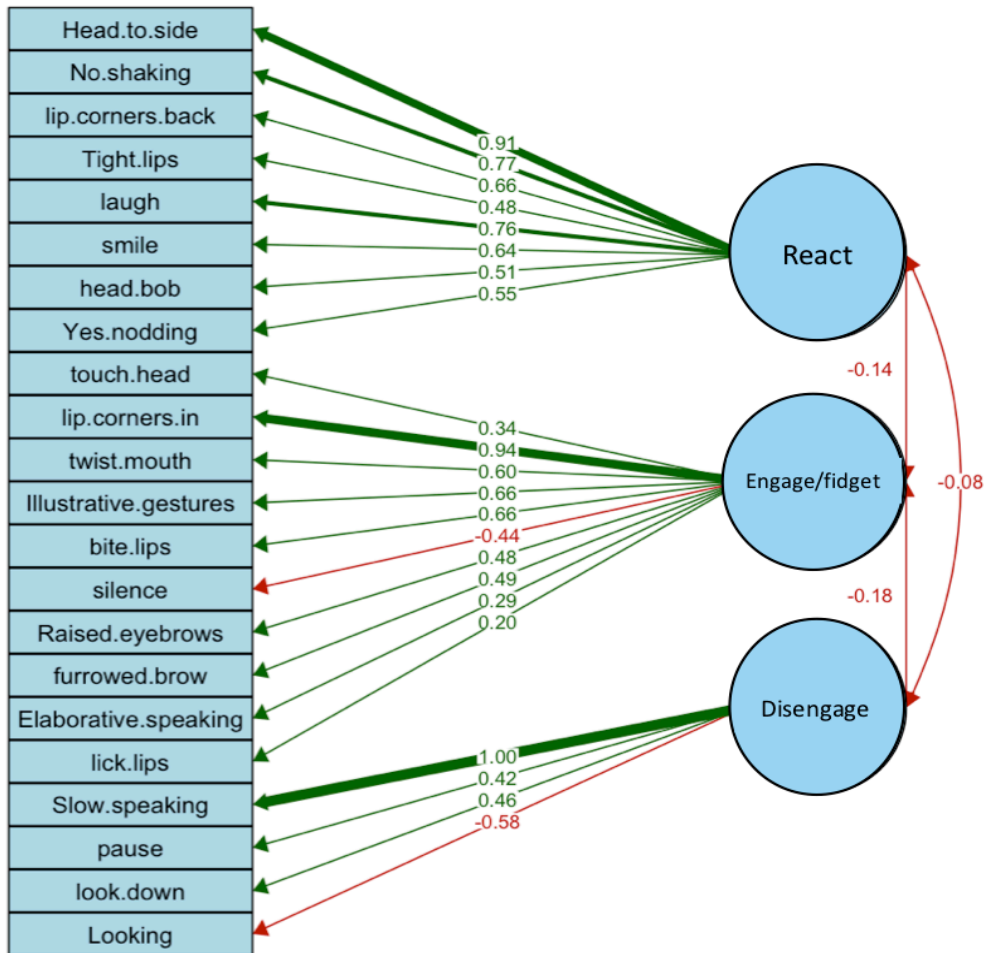 Head.to.side
No.shaking
lip.corners.back
Tight.lips
laugh
smile
head.bob
Yes.nodding
touch.head
lip.corners.in
twist.mouth
Illustrative.gestures
bite.lips
silence
Raised.eyebrows
furrowed.brow
Elaborative.speaking
lick.lips
Slow.speaking
pause
look.down
Looking
0.91
0.77
0.66
0.48
0.76
0.64
0.51
0.55
0.34
0.94
0.60
0.66
0.66
-0.44
0.48
0.49
0.29
0.20
1.00
0.42
0.46
-0.58
React
Engage/fidget
Disengage
-0.14
-0.08
-0.18